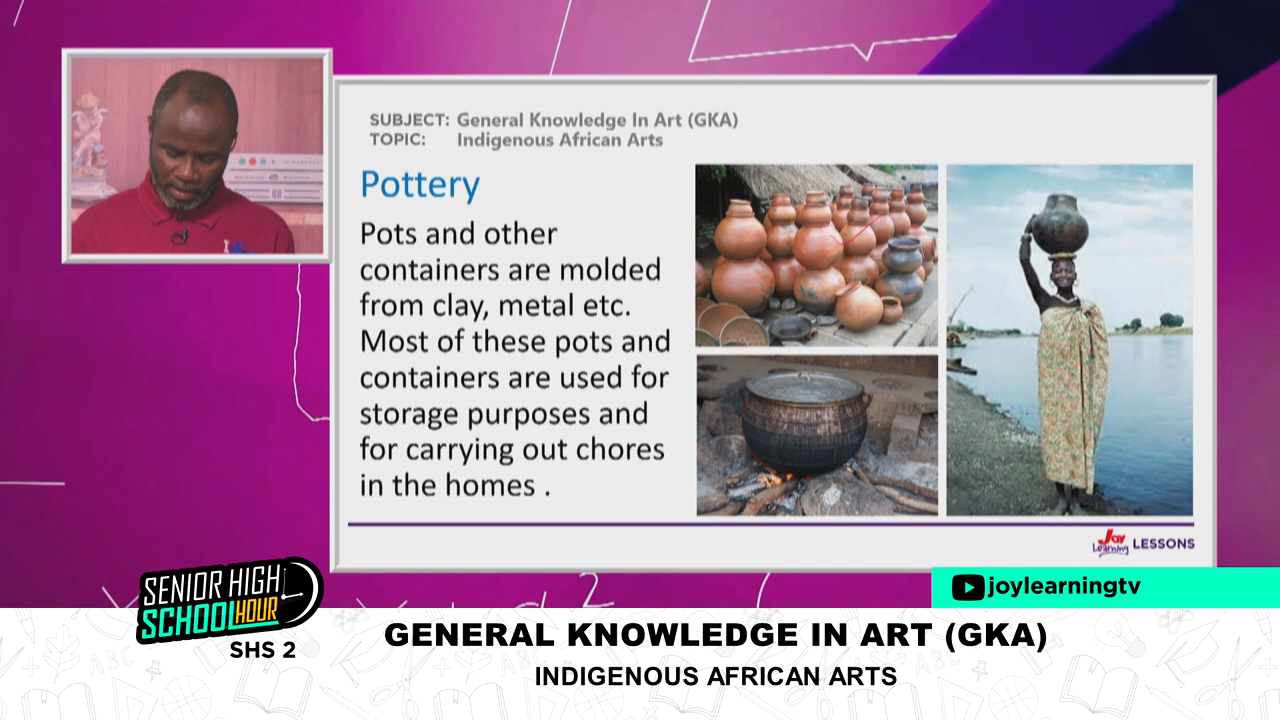 SUBJECT: General Knowledge In Art (GKA)
TOPIC: Indigenous African Arts
Pottery
Pots and other
containers are molded
from clay, metal etc.
Most of these pots and
containers are used for
storage purposes and
for carrying out chores
in the homes .
Joy Learning LESSONS
joylearningtv
SENIOR HIGH
SCHOOL HOUR
SHS 2
GENERAL KNOWLEDGE IN ART (GKA)
INDIGENOUS AFRICAN ARTS